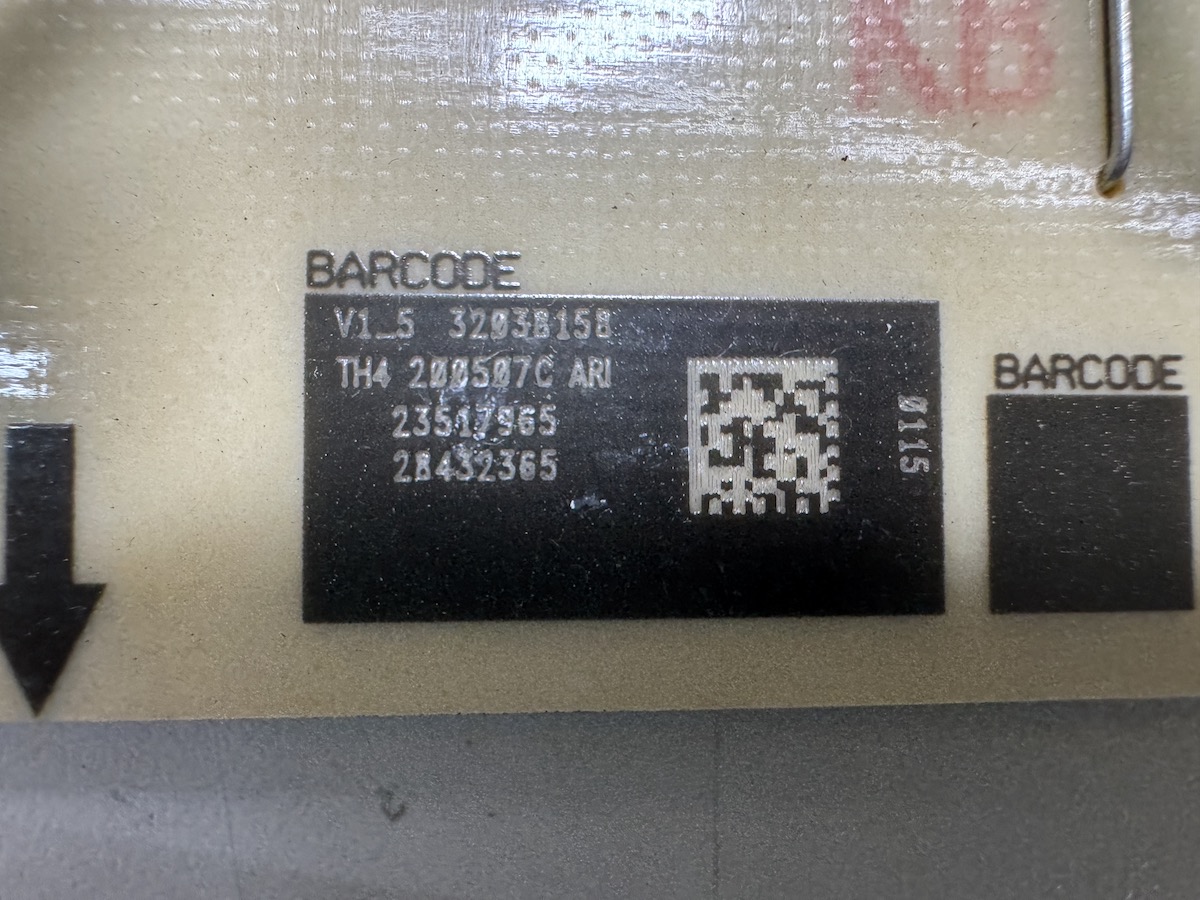 BARCODE
V1_5 32038158
TH4 200507C ARI
23517965
28432365
0115
BARCODE